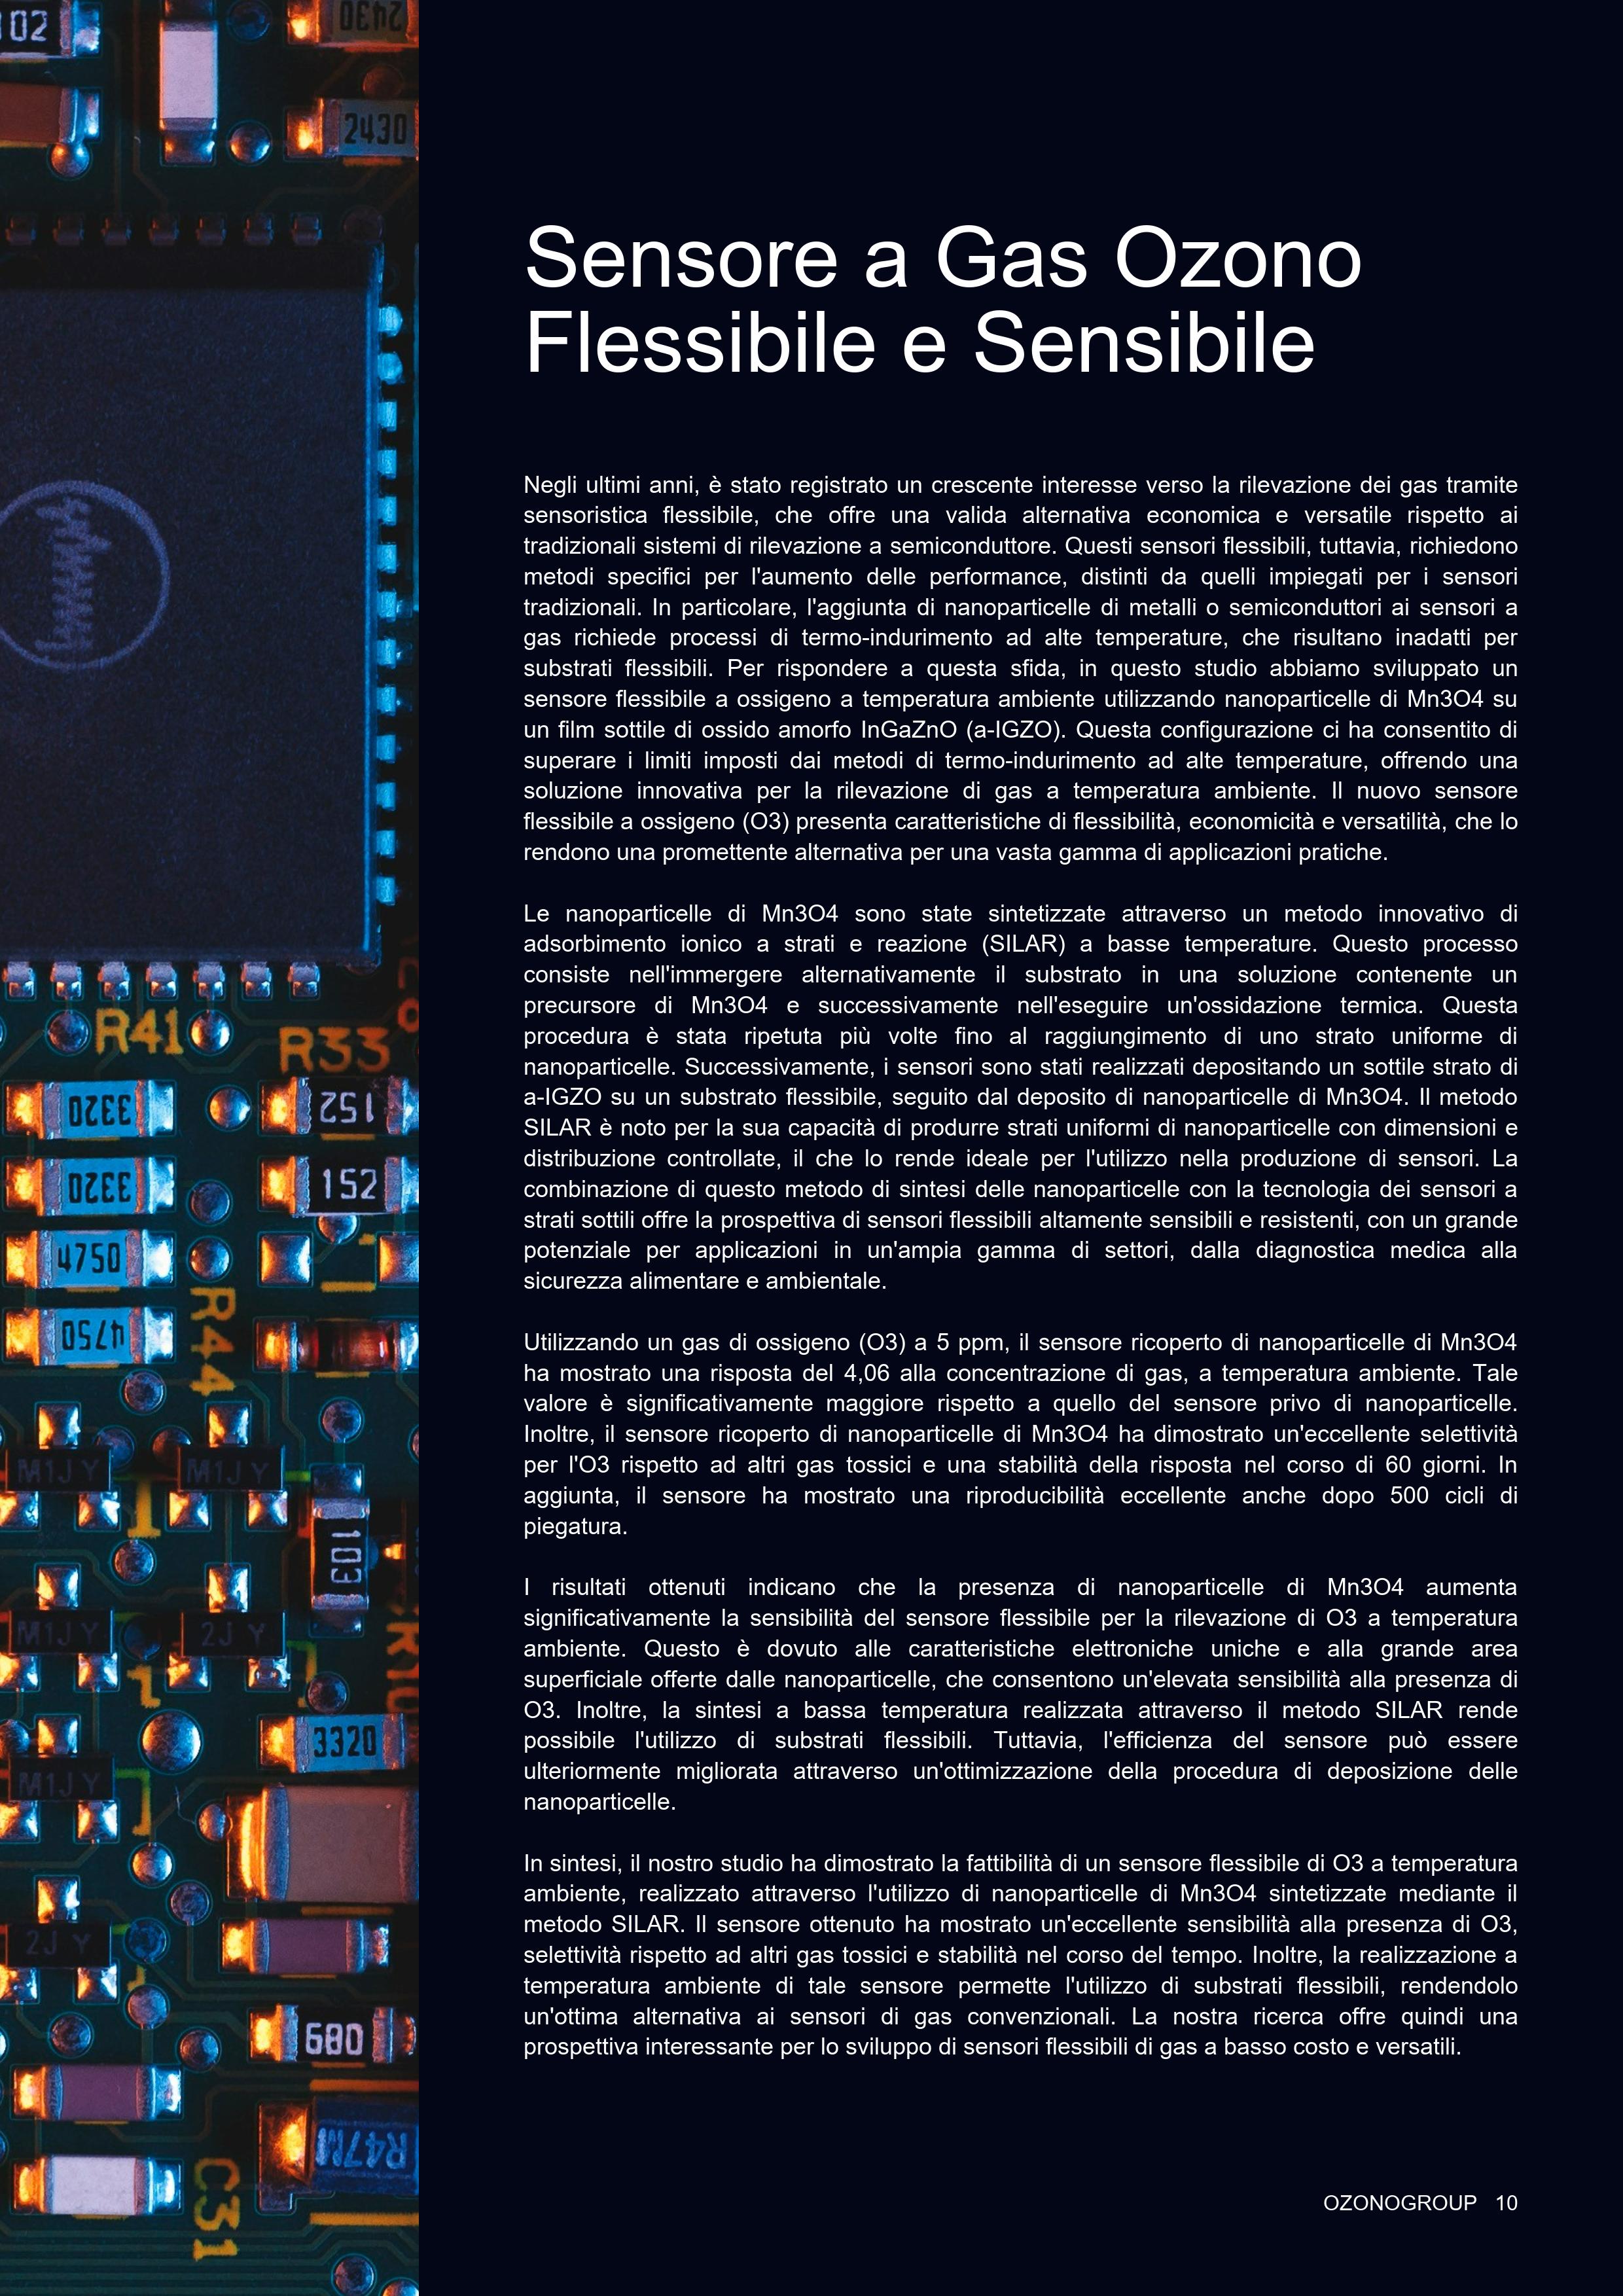 Sensore a Gas Ozono
Flessibile e Sensibile
Negli ultimi anni, è stato registrato un crescente interesse verso la rilevazione dei gas tramite
sensoristica flessibile, che offre una valida alternativa economica e versatile rispetto ai
tradizionali sistemi di rilevazione a semiconduttore. Questi sensori flessibili, tuttavia, richiedono
metodi specifici per l'aumento delle performance, distinti da quelli impiegati per i sensori
tradizionali. In particolare, l'aggiunta di nanoparticelle di metalli o semiconduttori ai sensori a
gas richiede processi di termo-indurimento ad alte temperature, che risultano inadatti per
substrati flessibili. Per rispondere a questa sfida, in questo studio abbiamo sviluppato un
sensore flessibile a ossigeno a temperatura ambiente utilizzando nanoparticelle di Mn3O4 su
un film sottile di ossido amorfo InGaZnO (a-IGZO). Questa configurazione ci ha consentito di
superare i limiti imposti dai metodi di termo-indurimento ad alte temperature, offrendo una
soluzione innovativa per la rilevazione di gas a temperatura ambiente. Il nuovo sensore
flessibile a ossigeno (O3) presenta caratteristiche di flessibilità, economicità e versatilità, che lo
rendono una promettente alternativa per una vasta gamma di applicazioni pratiche.
Le nanoparticelle di Mn3O4 sono state sintetizzate attraverso un metodo innovativo di
adsorbimento ionico a strati e reazione (SILAR) a basse temperature. Questo processo
consiste nell'immergere alternativamente il substrato in una soluzione contenente un
precursore di Mn3O4 e successivamente nell'eseguire un'ossidazione termica. Questa
procedura è stata ripetuta più volte fino al raggiungimento di uno strato uniforme di
nanoparticelle. Successivamente, i sensori sono stati realizzati depositando un sottile strato di
a-IGZO su un substrato flessibile, seguito dal deposito di nanoparticelle di Mn3O4. Il metodo
SILAR è noto per la sua capacità di produrre strati uniformi di nanoparticelle con dimensioni e
distribuzione controllate, il che lo rende ideale per l'utilizzo nella produzione di sensori. La
combinazione di questo metodo di sintesi delle nanoparticelle con la tecnologia dei sensori a
strati sottili offre la prospettiva di sensori flessibili altamente sensibili e resistenti, con un grande
potenziale per applicazioni in un'ampia gamma di settori, dalla diagnostica medica alla
sicurezza alimentare e ambientale.
Utilizzando un gas di ossigeno (O3) a 5 ppm, il sensore ricoperto di nanoparticelle di Mn3O4
ha mostrato una risposta del 4,06 alla concentrazione di gas, a temperatura ambiente. Tale
valore è significativamente maggiore rispetto a quello del sensore privo di nanoparticelle.
Inoltre, il sensore ricoperto di nanoparticelle di Mn3O4 ha dimostrato un'eccellente selettività
per l'O3 rispetto ad altri gas tossici e una stabilità della risposta nel corso di 60 giorni. In
aggiunta, il sensore ha mostrato una riproducibilità eccellente anche dopo 500 cicli di
piegatura.
I risultati ottenuti indicano che la presenza di nanoparticelle di Mn3O4 aumenta
significativamente la sensibilità del sensore flessibile per la rilevazione di O3 a temperatura
ambiente. Questo è dovuto alle caratteristiche elettroniche uniche e alla grande area
superficiale offerte dalle nanoparticelle, che consentono un'elevata sensibilità alla presenza di
O3. Inoltre, la sintesi a bassa temperatura realizzata attraverso il metodo SILAR rende
possibile l'utilizzo di substrati flessibili. Tuttavia, l'efficienza del sensore può essere
ulteriormente migliorata attraverso un'ottimizzazione della procedura di deposizione delle
nanoparticelle.
In sintesi, il nostro studio ha dimostrato la fattibilità di un sensore flessibile di O3 a temperatura
ambiente, realizzato attraverso l'utilizzo di nanoparticelle di Mn3O4 sintetizzate mediante il
metodo SILAR. Il sensore ottenuto ha mostrato un'eccellente sensibilità alla presenza di O3,
selettività rispetto ad altri gas tossici e stabilità nel corso del tempo. Inoltre, la realizzazione a
temperatura ambiente di tale sensore permette l'utilizzo di substrati flessibili, rendendolo
un'ottima alternativa ai sensori di gas convenzionali. La nostra ricerca offre quindi una
prospettiva interessante per lo sviluppo di sensori flessibili di gas a basso costo e versatili.
OZONOGROUP 10
2430
2430
R41
R33
3320
152
3320
152
4750
4750
R44
M1J Y
M1J Y
103
M1J Y
2J Y
3320
M1J Y
2J Y
680
R47M
C31